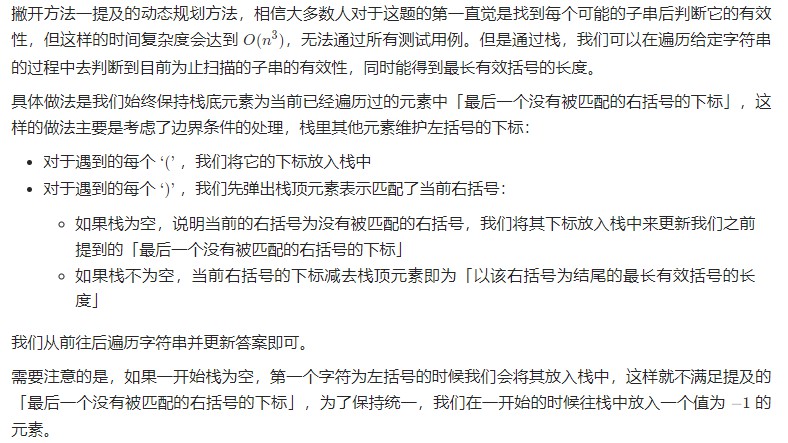 撇开方法一提及的动态规划方法，相信大多数人对于这题的第一直觉是找到每个可能的子串后判断它的有效
性，但这样的时间复杂度会达到 O(n³)，无法通过所有测试用例。但是通过栈，我们可以在遍历给定字符串
的过程中去判断到目前为止扫描的子串的有效性，同时能得到最长有效括号的长度。
具体做法是我们始终保持栈底元素为当前已经遍历过的元素中「最后一个没有被匹配的右括号的下标」，这
样的做法主要是考虑了边界条件的处理，栈里其他元素维护左括号的下标：
• 对于遇到的每个 ‘(’ ，我们将它的下标放入栈中
• 对于遇到的每个 ‘)’ ，我们先弹出栈顶元素表示匹配了当前右括号：
◦ 如果栈为空，说明当前的右括号为没有被匹配的右括号，我们将其下标放入栈中来更新我们之前
提到的「最后一个没有被匹配的右括号的下标」
◦ 如果栈不为空，当前右括号的下标减去栈顶元素即为「以该右括号为结尾的最长有效括号的长
度」
我们从前往后遍历字符串并更新答案即可。
需要注意的是，如果一开始栈为空，第一个字符为左括号的时候我们会将其放入栈中，这样就不满足提及的
「最后一个没有被匹配的右括号的下标」，为了保持统一，我们在一开始的时候往栈中放入一个值为 −1 的
元素。